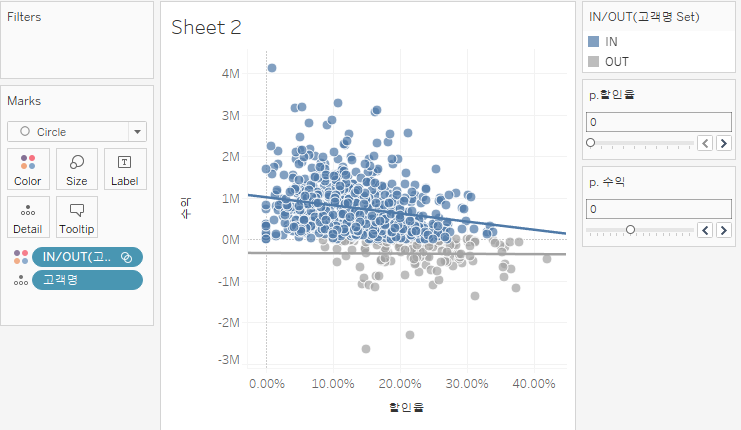 Filters
Marks
Circle
Color
Size
Label
Detail
Tooltip
IN/OUT(고..
고객명
Sheet 2
4M
3M
2M
1M
0M
-1M
-2M
-3M
수익
0.00%
10.00%
20.00%
30.00%
40.00%
할인율
IN/OUT(고객명 Set)
IN
OUT
p.할인율
0
p. 수익
0